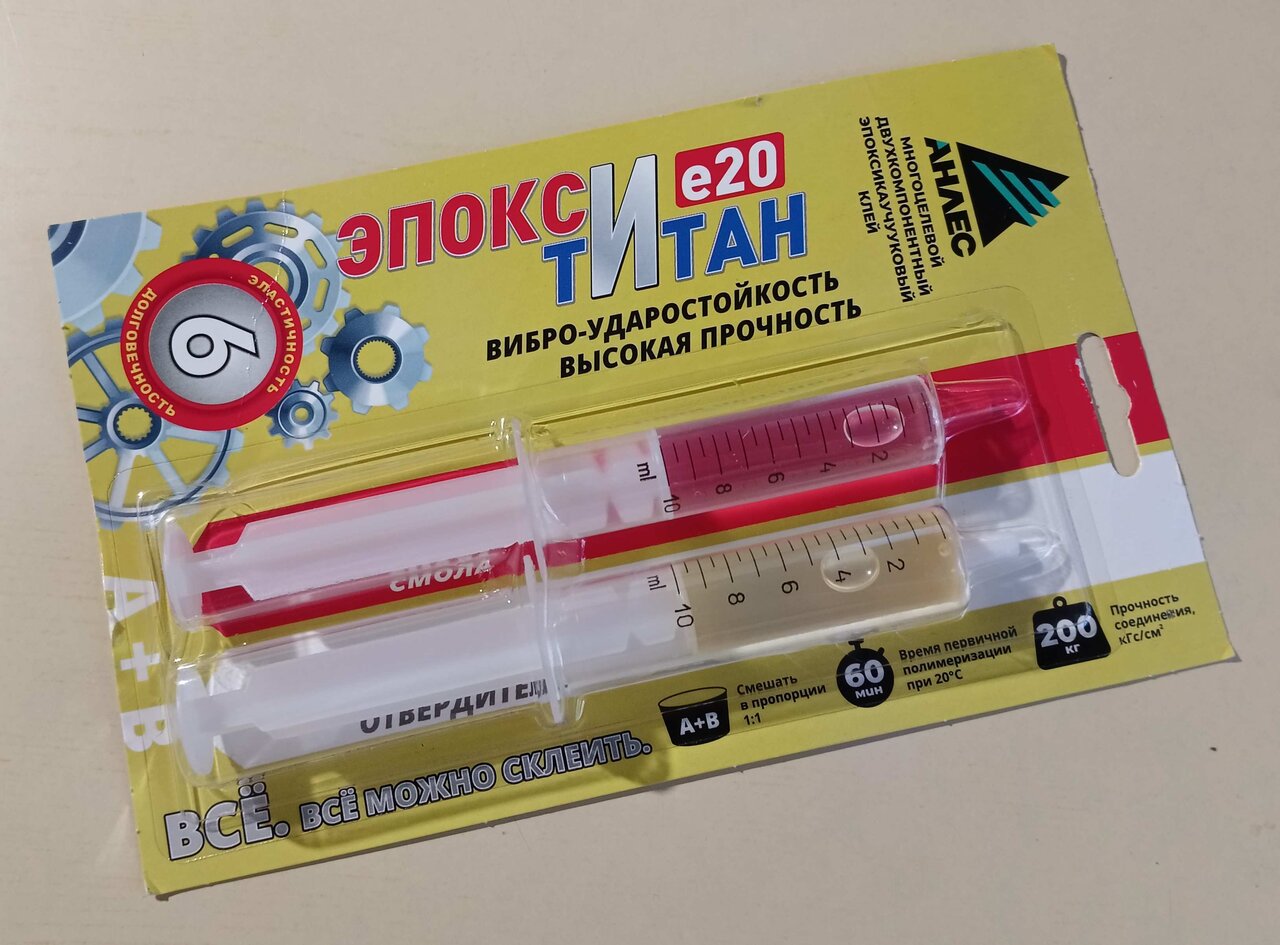 ЭПОКСИ
е20
ТИТАН
ВИБРО-УДАРОСТОЙКОСТЬ
ВЫСОКАЯ ПРОЧНОСТЬ
АНЛЕС
МНОГОЦЕЛЕВОЙ
ДВУХКОМПОНЕНТНЫЙ
ЭПОКСИКАУЧУКОВЫЙ
КЛЕЙ
ЭЛАСТИЧНОСТЬ
6
ДОЛГОВЕЧНОСТЬ
ml
10
8
6
4
2
СМОЛА
ml
10
8
6
4
2
ОТВЕРДИТЕЛ
A+B
A+B
Смешать
в пропорции
1:1
60
мин
Время первичной
полимеризации
при 20°C
200
кг
Прочность
соединения,
кГс/см²
ВСЁ. ВСЁ МОЖНО СКЛЕИТЬ.